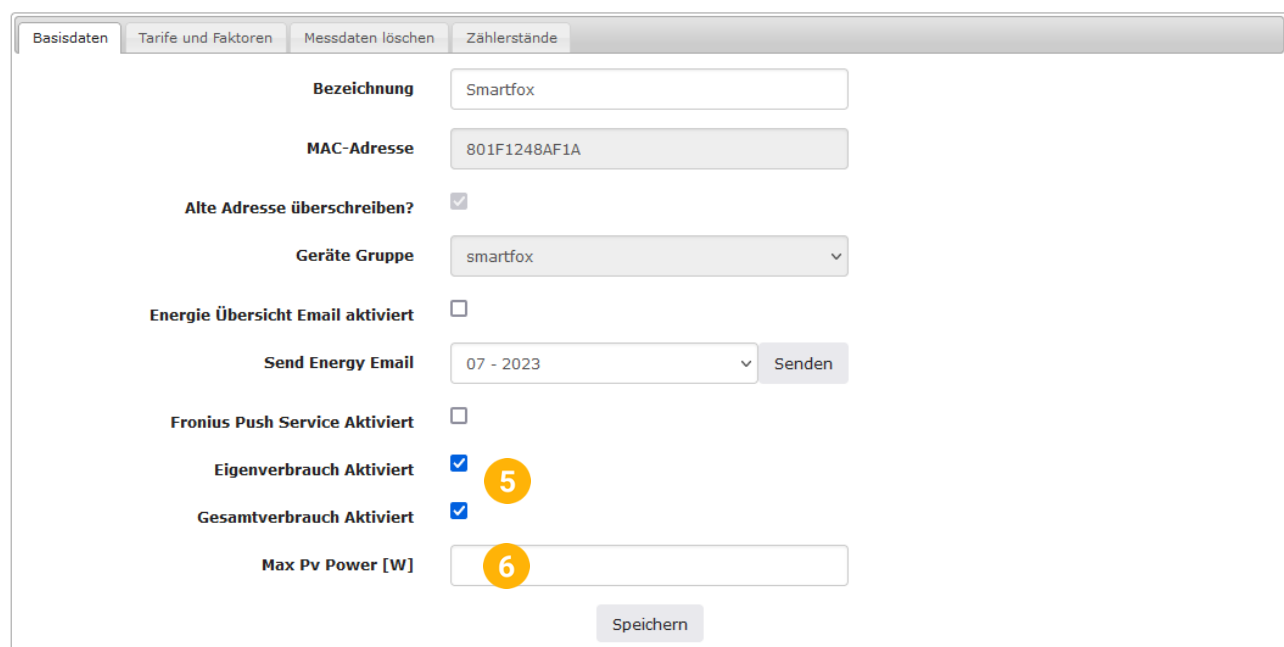 Basisdaten Tarife und Faktoren Messdaten löschen Zählerstände
Bezeichnung Smartfox
MAC-Adresse 801F1248AF1A
Alte Adresse überschreiben?
Geräte Gruppe smartfox
Energie Übersicht Email aktiviert
Send Energy Email 07 - 2023 Senden
Fronius Push Service Aktiviert
Eigenverbrauch Aktiviert 5
Gesamtverbrauch Aktiviert
Max Pv Power [W] 6
Speichern